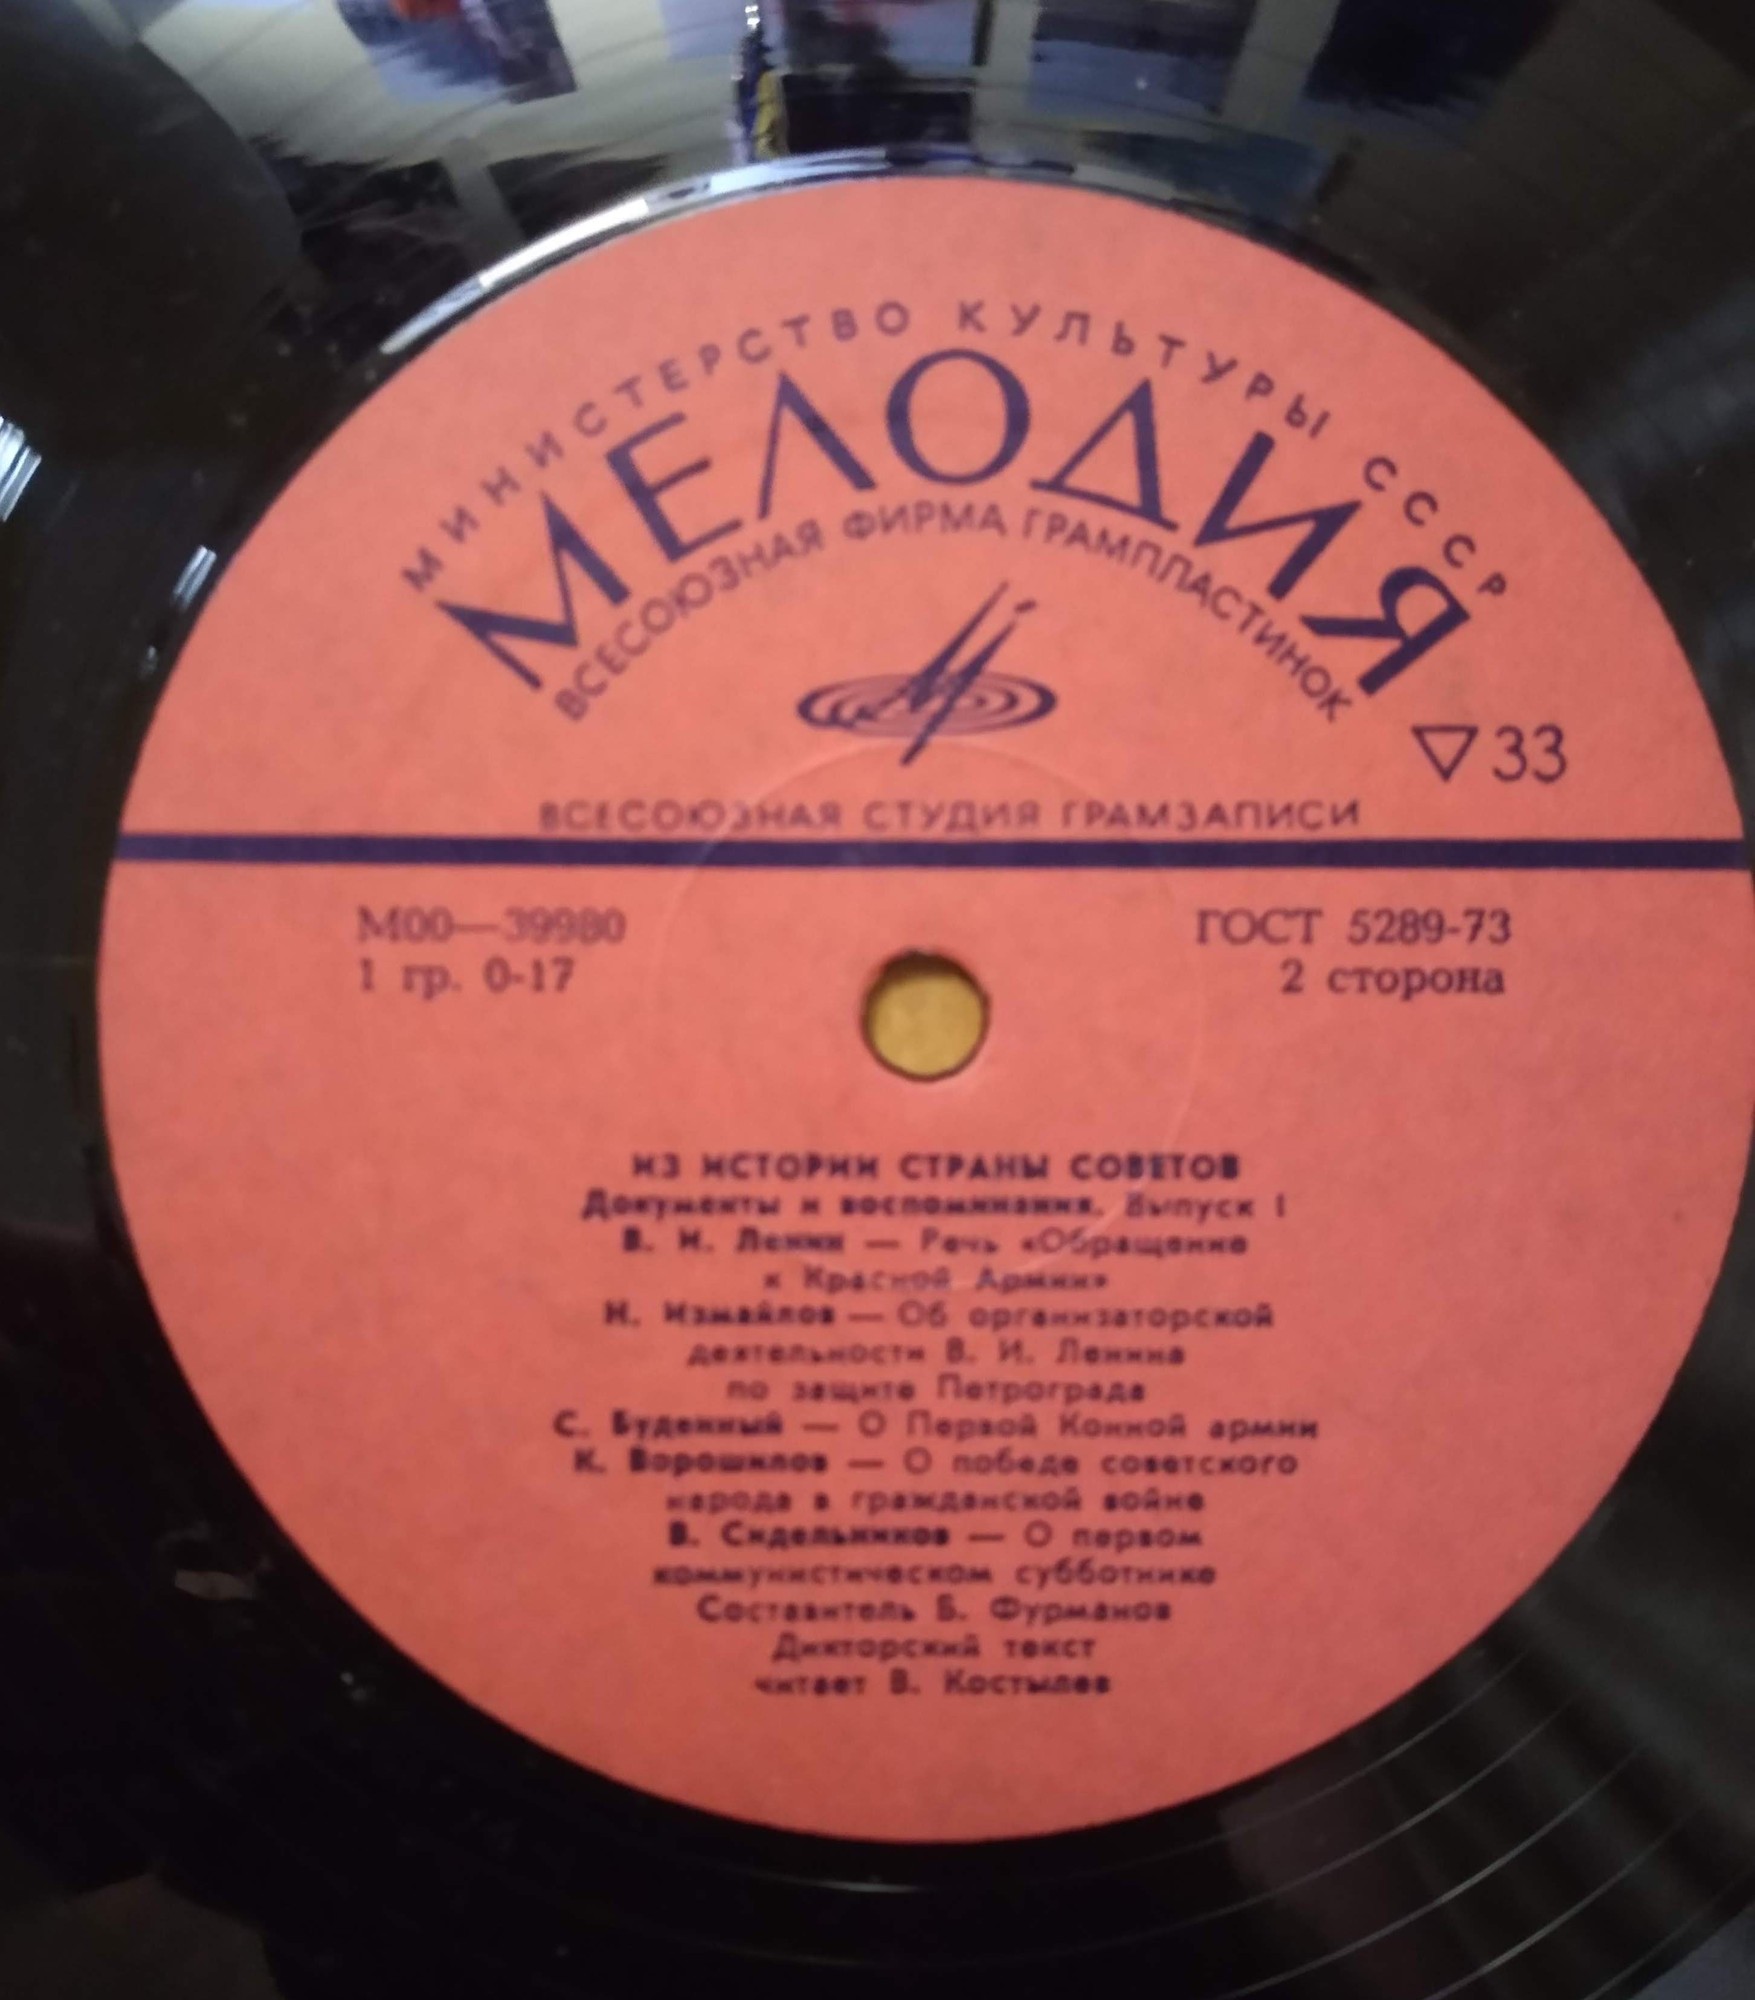 МИНИСТЕРСТВО КУЛЬТУРЫ СССР
МЕЛОДИЯ
ВСЕСОЮЗНАЯ ФИРМА ГРАМПЛАСТИНОК
33
ВСЕСОЮЗНАЯ СТУДИЯ ГРАМЗАПИСИ
М00—39980
ГОСТ 5289-73
1 гр. 0-17
2 сторона
ИЗ ИСТОРИИ СТРАНЫ СОВЕТОВ
Документы и воспоминания. Выпуск I
В. И. Ленин — Речь «Обращение
к Красной Армии»
Н. Измайлов — Об организаторской
деятельности В. И. Ленина
по защите Петрограда
С. Буденный — О Первой Конной армии
К. Ворошилов — О победе советского
народа в гражданской войне
В. Сидельников — О первом
коммунистическом субботнике
Составитель Б. Фурманов
Дикторский текст
читает В. Костылев